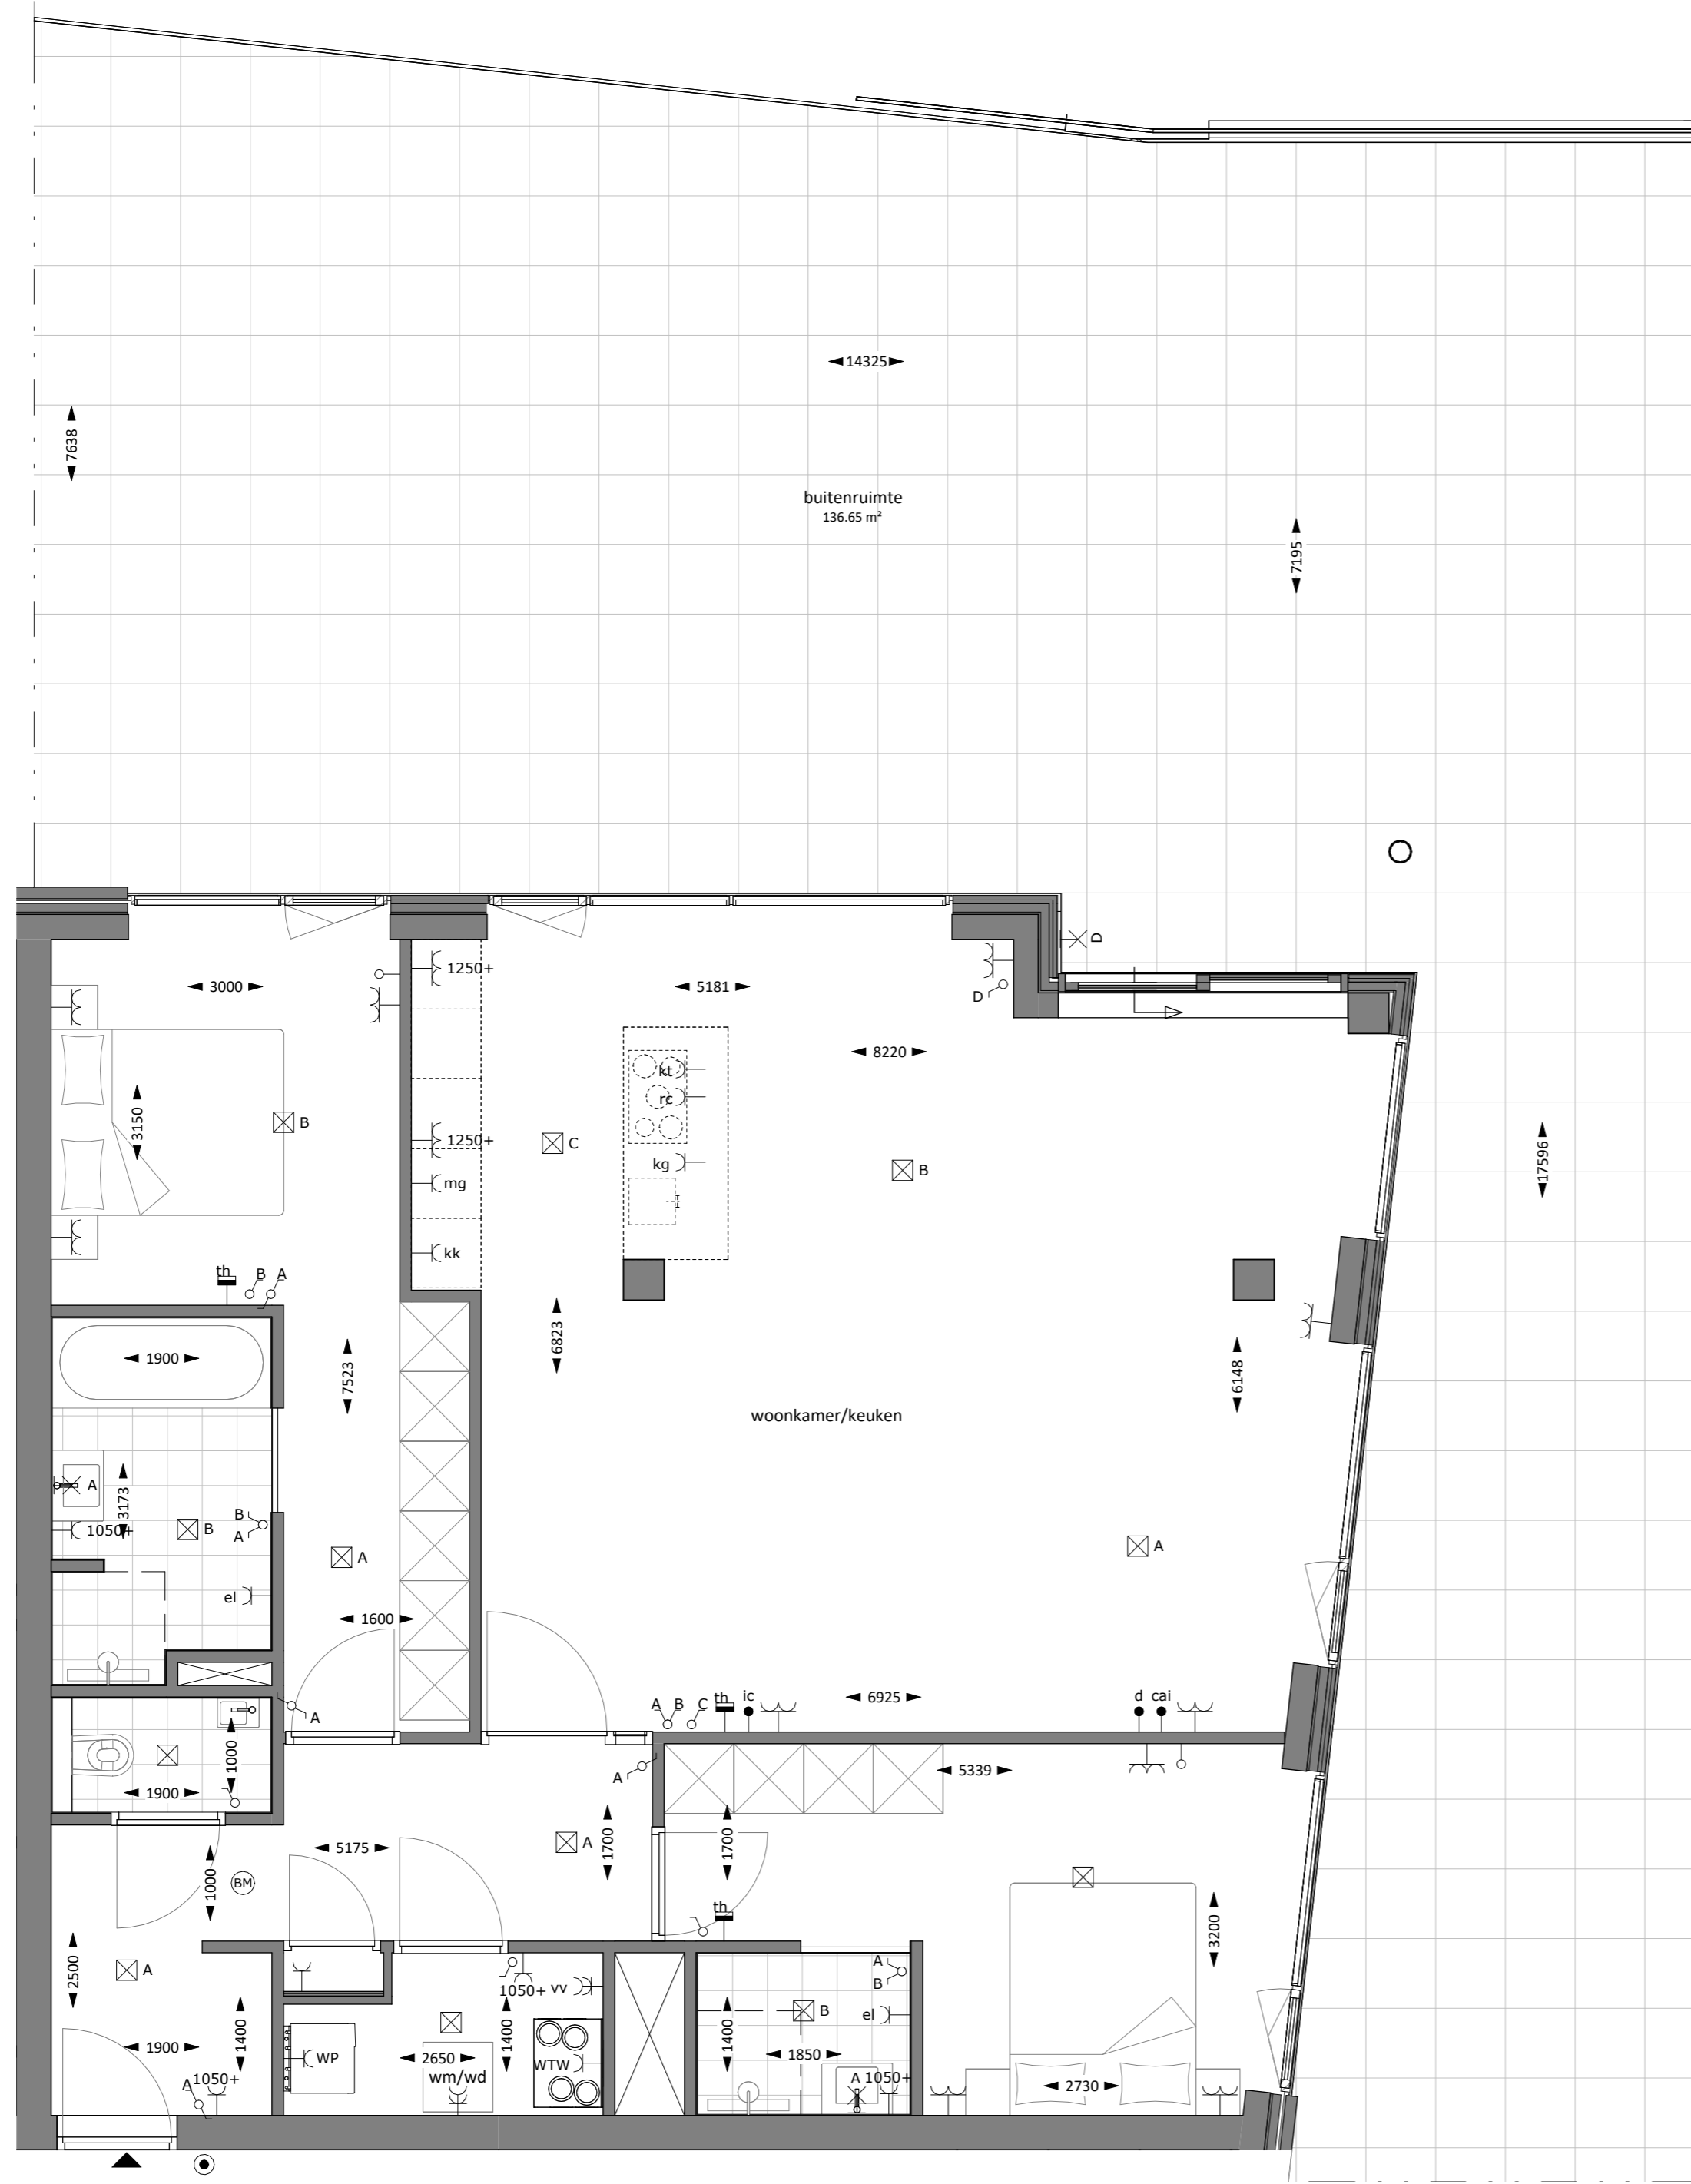 14325
7638
buitenruimte
136.65 m²
7195
D
1250+
3000
5181
D
8220
kt
rc
3150
B
1250+
C
B
17596
kg
mg
kk
th
B
A
6823
1900
7523
6148
woonkamer/keuken
A
3173
B
A
1050+
B
A
A
el
1600
A
B
C
th
ic
6925
d
cai
A
1000
1900
A
5339
5175
A
1700
1700
1000
BM
th
3200
2500
A
1050+
vv
A
B
B
el
1400
1400
1400
1900
WP
2650
wm/wd
WTW
1850
A
1050+
2730
A
1050+